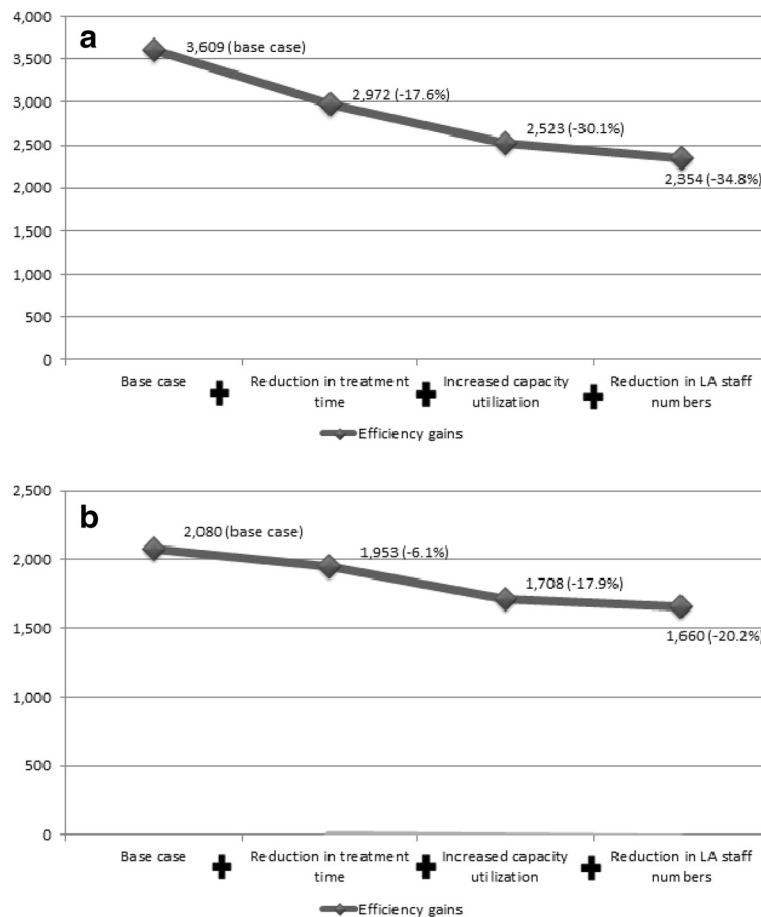 4,000
a
3,609 (base case)
3,500
2,972 (-17.6%)
3,000
2,523 (-30.1%)
2,500
2,354 (-34.8%)
2,000
1,500
1,000
500
0
Base case
Reduction in treatment
time
Increased capacity
utilization
Reduction in LA staff
numbers
Efficiency gains
2,500
b
2,080 (base case)
1,953 (-6.1%)
2,000
1,708 (-17.9%)
1,500
1,660 (-20.2%)
1,000
500
0
Base case
Reduction in treatment
time
Increased capacity
utilization
Reduction in LA staff
numbers
Efficiency gains